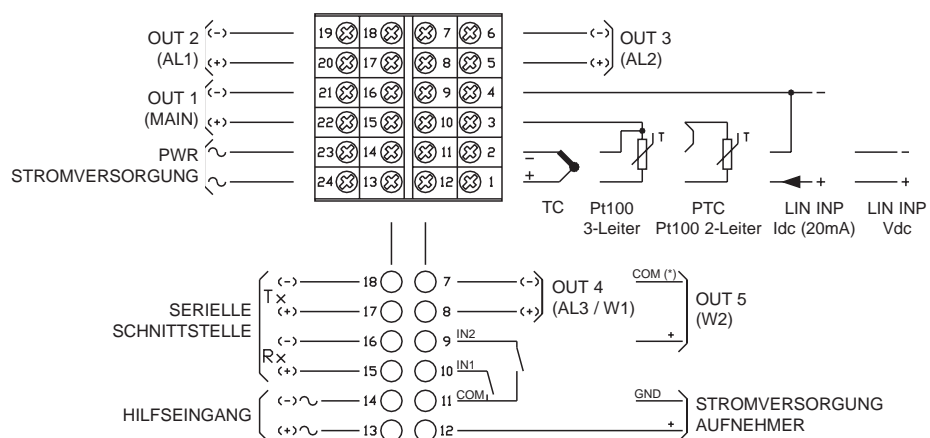 OUT 2
(AL1)
(-)
(+)
19 18 7 6
(-)
(+)
OUT 3
(AL2)
20 17 8 5
OUT 1
(MAIN)
(-)
(+)
21 16 9 4
-
22 15 10 3
T
T
PWR
STROMVERSORGUNG
23 14 11 2
-
+
-
24 13 12 1
+
+
TC
Pt100
3-Leiter
PTC
Pt100 2-Leiter
LIN INP
Idc (20mA)
LIN INP
Vdc
SERIELLE
SCHNITTSTELLE
Tx
(-)
(+)
Rx
(-)
(+)
18 7
17 8
16 9 IN2
15 10 IN1
14 11 COM
13 12
(-)
(+)
OUT 4
(AL3 / W1)
COM (*)
+
OUT 5
(W2)
HILFSEINGANG
(-)
(+)
GND
+
STROMVERSORGUNG
AUFNEHMER